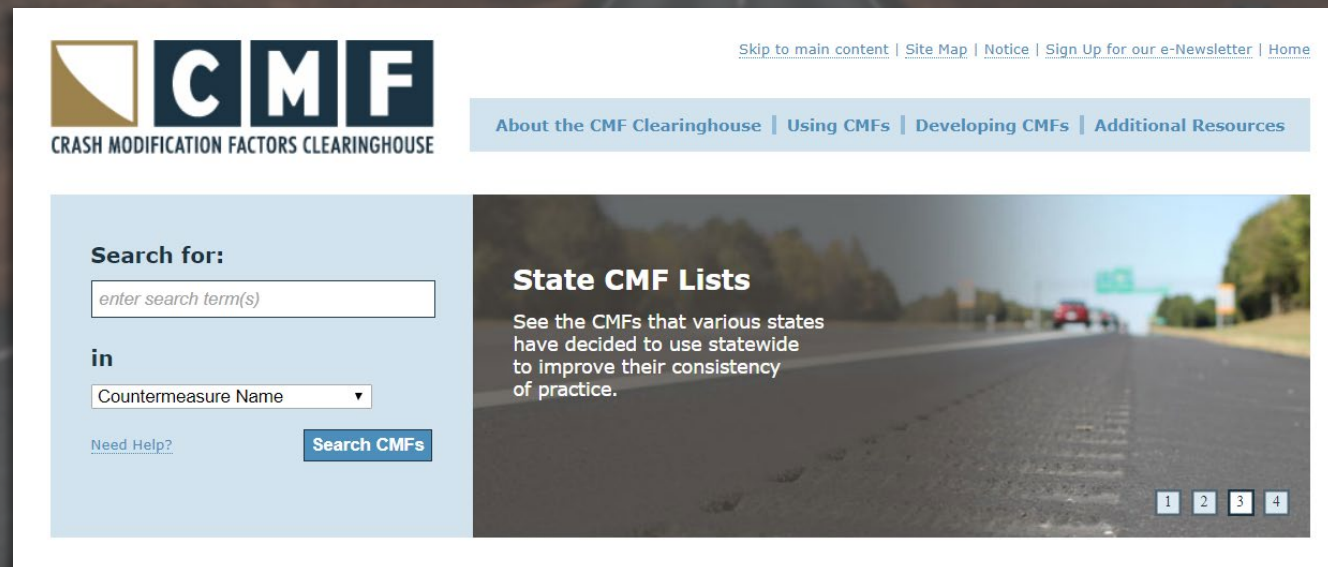 CMF
CRASH MODIFICATION FACTORS CLEARINGHOUSE
Skip to main content | Site Map | Notice | Sign Up for our e-Newsletter | Home
About the CMF Clearinghouse | Using CMFs | Developing CMFs | Additional Resources
Search for:
enter search term(s)
in
Countermeasure Name
Need Help?
Search CMFs
State CMF Lists
See the CMFs that various states
have decided to use statewide
to improve their consistency
of practice.
1 2 3 4